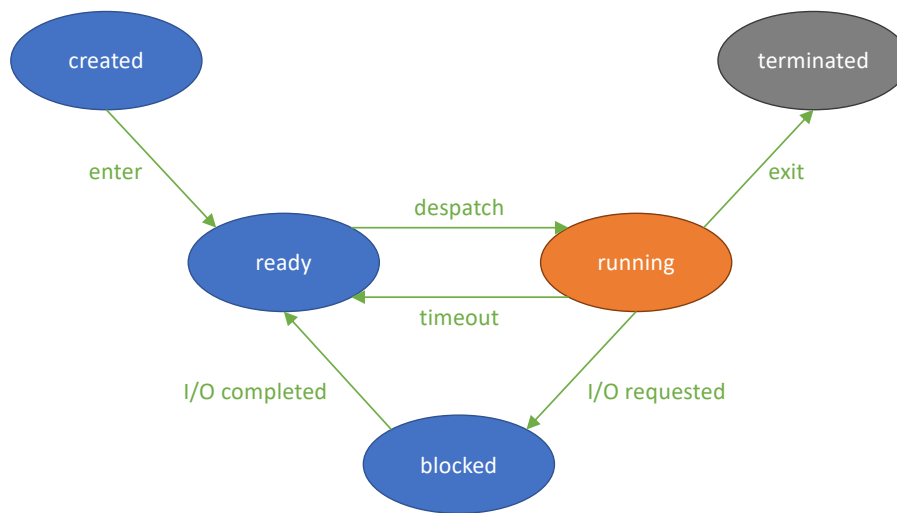 created
terminated
enter
exit
despatch
ready
running
timeout
I/O completed
I/O requested
blocked